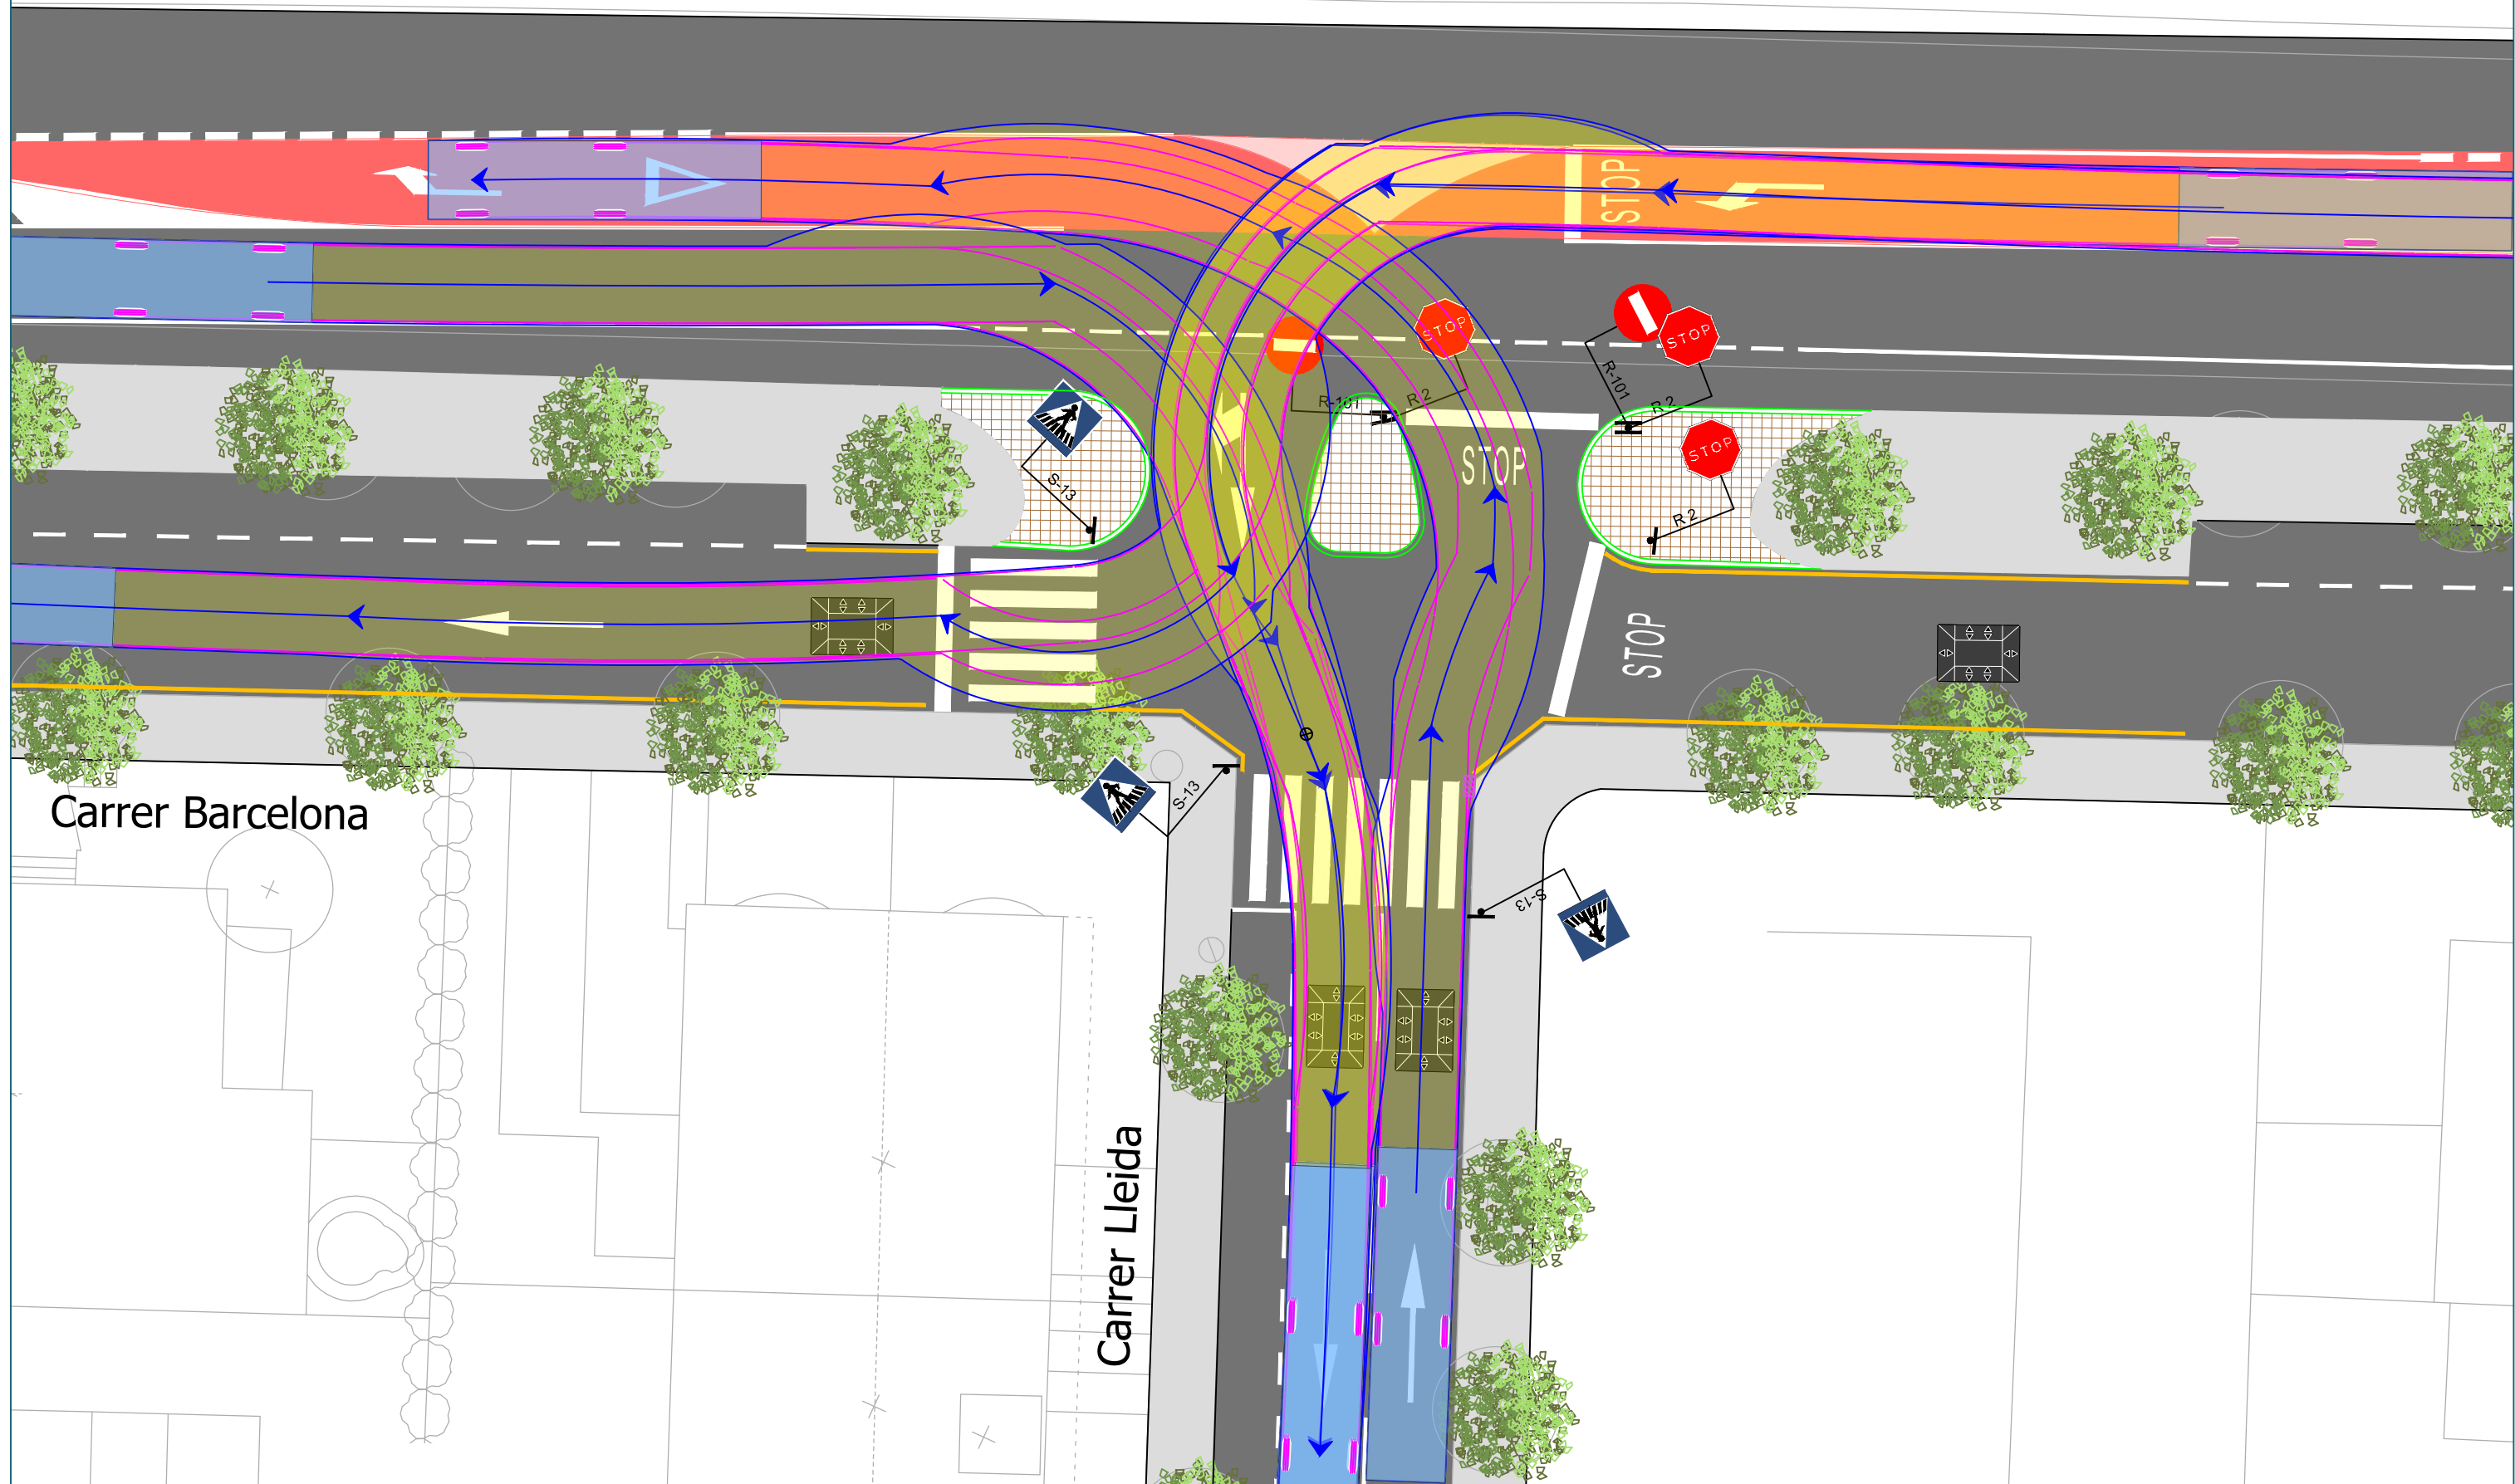 STOP
STOP
STOP
R-101
R-101
R 2
R 2
STOP
STOP
S-13
R 2
STOP
S-13
Carrer Barcelona
S-13
Carrer Lleida